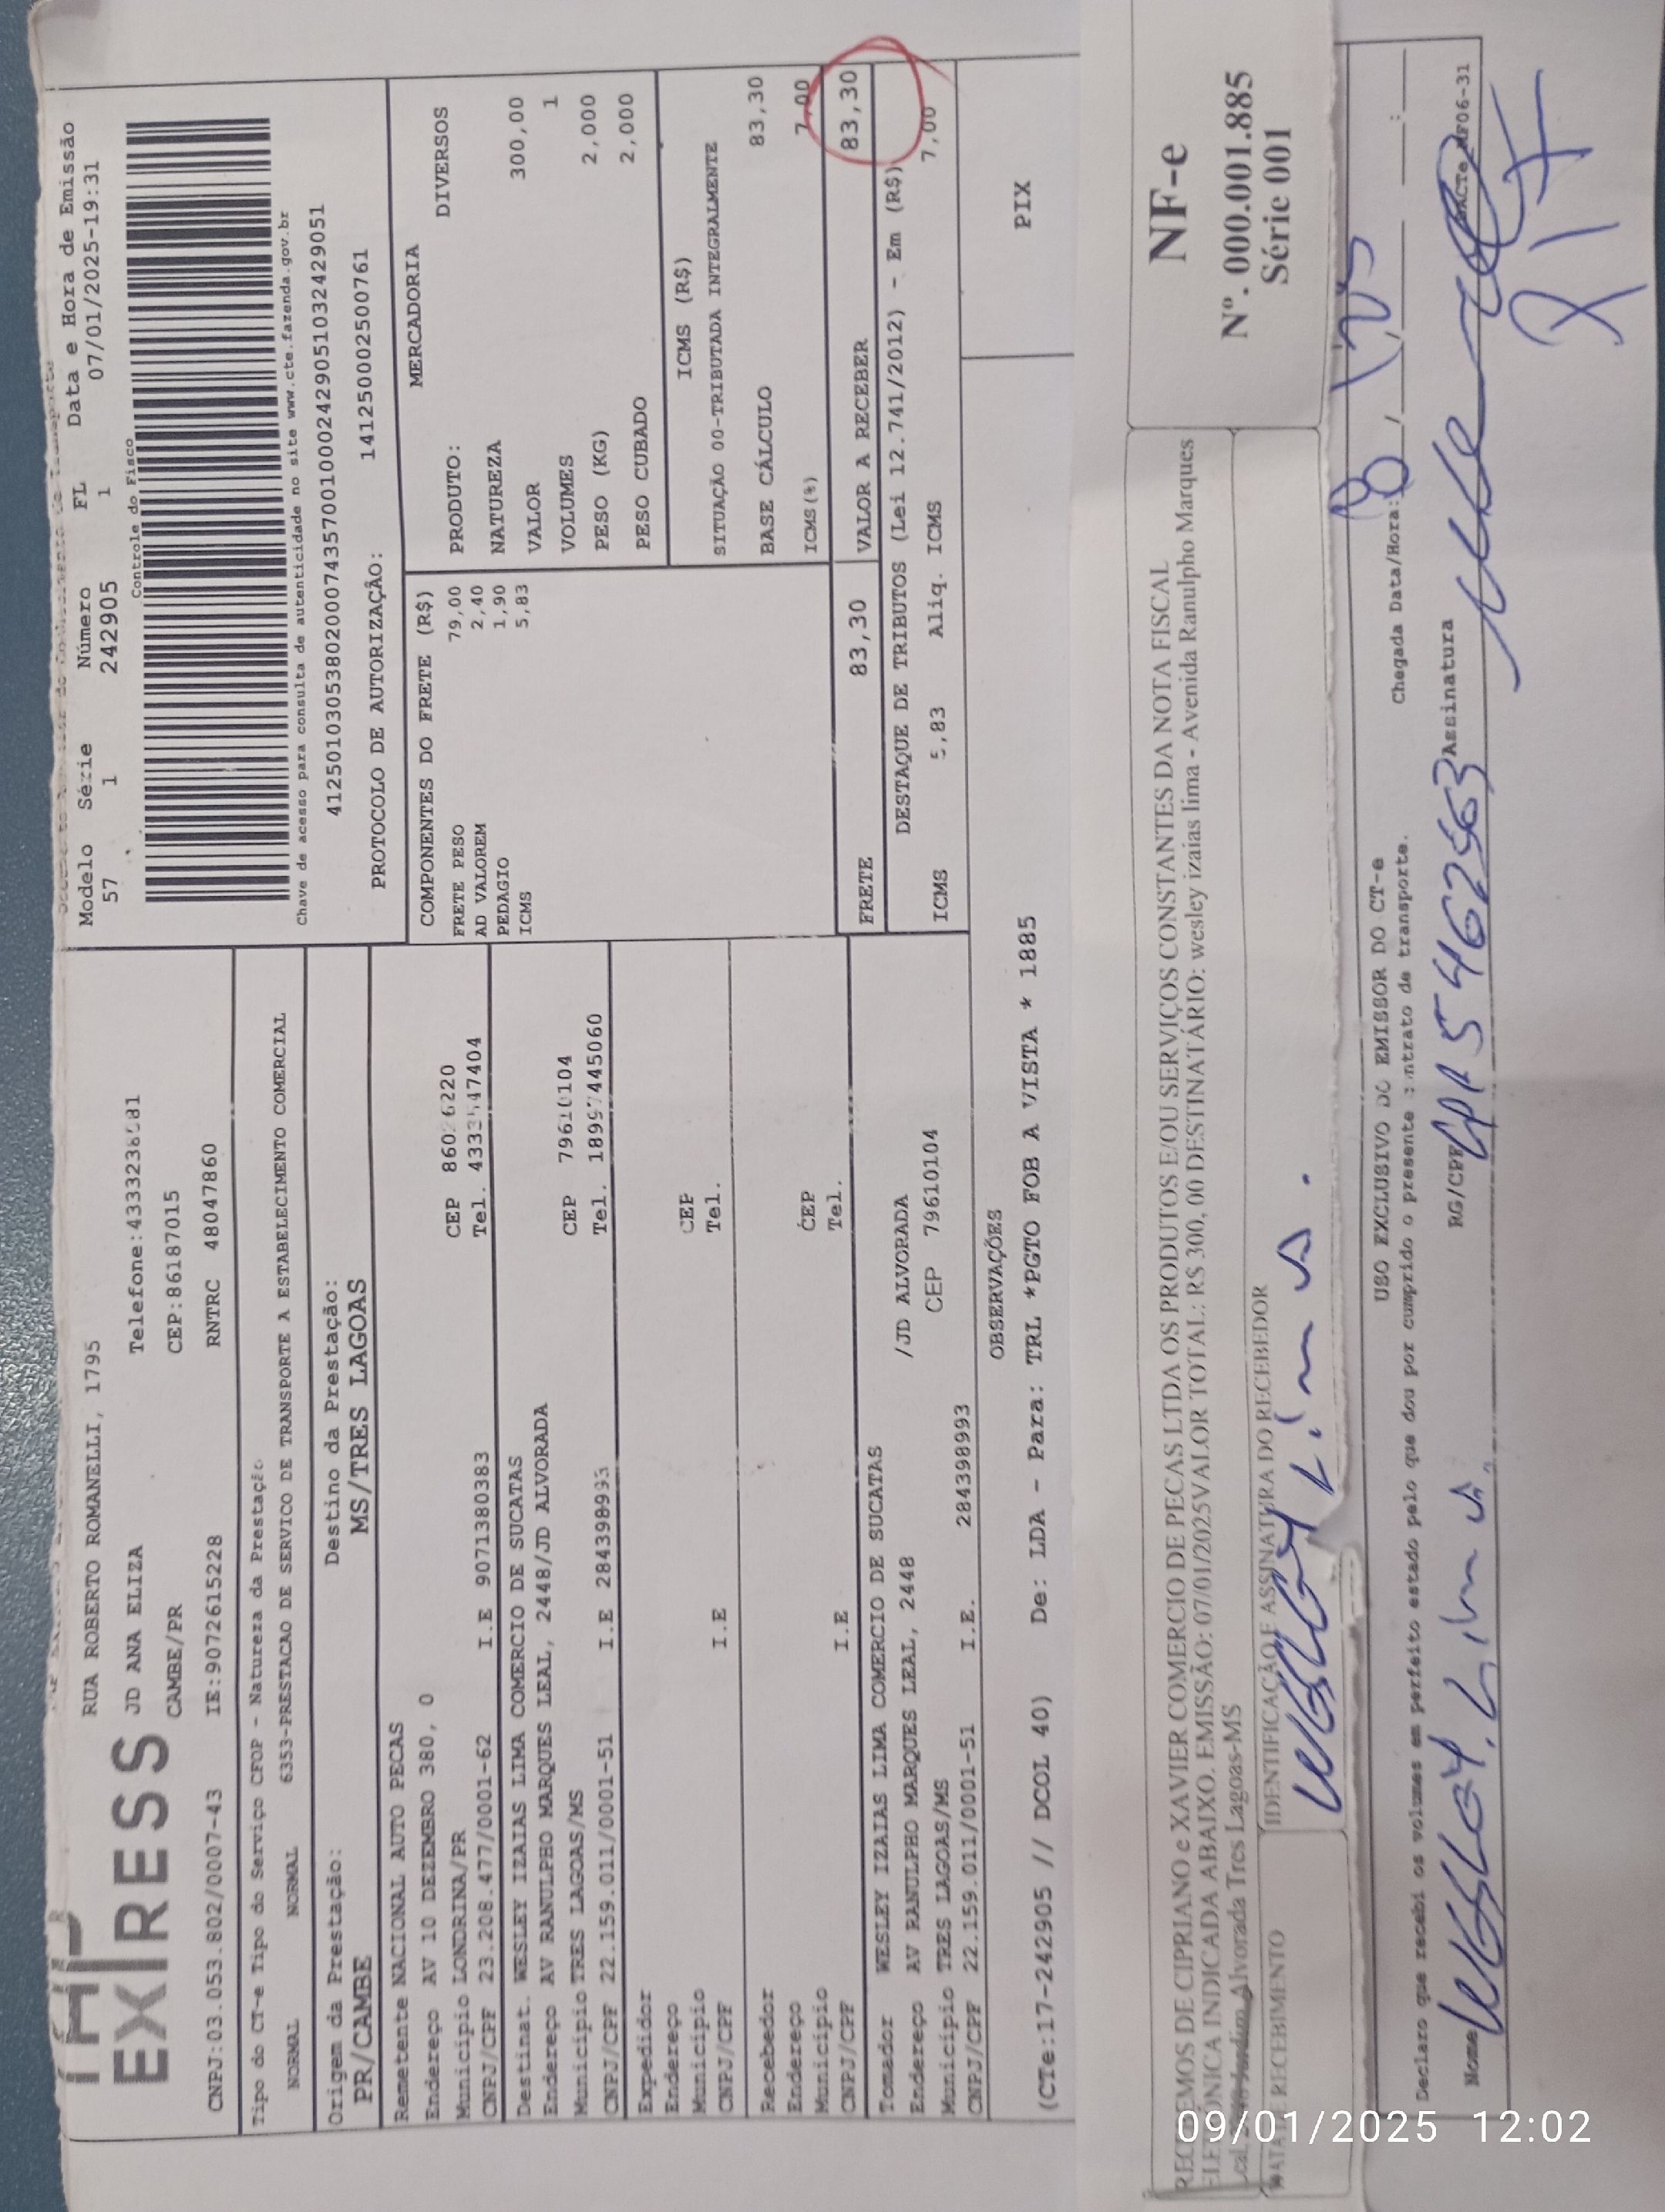 EXPRESS
RUA ROBERTO ROMANELLI, 1795
JD ANA ELIZA
CAMBE/PR
CEP:86187015
CNPJ:03.053.802/0007-43 IE:9072615228 RNTRC 48047860
Modelo Série Número FL Data e Hora de Emissão
57 1 242905 1 07/01/2025-19:31
Controle do Fisco
Chave de acesso para consulta de autenticidade no site www.cte.fazenda.gov.br
PROTOCOLO DE AUTORIZAÇÃO: 141250002500761
Tipo do CT-e Tipo do Serviço CFOP - Natureza da Prestação
NORMAL NORMAL 6353-PRESTACAO DE SERVICO DE TRANSPORTE A ESTABELECIMENTO COMERCIAL
Origem da Prestação: Destino da Prestação:
PR/CAMBE MS/TRES LAGOAS
Remetente NACIONAL AUTO PECAS
Endereço AV 10 DEZEMBRO 380, 0
Município LONDRINA/PR CEP
CNPJ/CPF 23.208.477/0001-62 I.E 9071380383 Tel.
Destinat. WESLEY IZAIAS LIMA COMERCIO DE SUCATAS
Endereço AV RANULPHO MARQUES LEAL, 2448/JD ALVORADA
Município TRES LAGOAS/MS CEP 79610104
CNPJ/CPF 22.159.011/0001-51 I.E 284398993 Tel.
Expedidor
Endereço
Município CEP
CNPJ/CPF I.E Tel.
Recebedor
Endereço
Município CEP
CNPJ/CPF I.E Tel.
Tomador WESLEY IZAIAS LIMA COMERCIO DE SUCATAS
Endereço AV RANULPHO MARQUES LEAL, 2448 /JD ALVORADA
Município TRES LAGOAS/MS CEP 79610104
CNPJ/CPF 22.159.011/0001-51 I.E. 284398993
COMPONENTES DO FRETE (R$)
FRETE PESO 79,00
AD VALOREM 2,40
PEDAGIO 1,90
ICMS 5,83
MERCADORIA
PRODUTO: DIVERSOS
NATUREZA
VALOR 300,00
VOLUMES 1
PESO (KG) 2,000
PESO CUBADO 2,000
ICMS (R$)
SITUAÇÃO 00-TRIBUTADA INTEGRALMENTE
BASE CÁLCULO 83,30
ICMS(%) 7,00
FRETE 83,30 VALOR A RECEBER 83,30
DESTAQUE DE TRIBUTOS (Lei 12.741/2012) - Em (R$)
ICMS 5,83 Aliq. ICMS 7,00
OBSERVAÇÕES
(CTe:17-242905 // DCOL 40) De: LDA - Para: TRL *PGTO FOB A VISTA * 1885
PIX
RECEBEMOS DE CIPRIANO e XAVIER COMERCIO DE PECAS LTDA OS PRODUTOS E/OU SERVIÇOS CONSTANTES DA NOTA FISCAL
ELETRÔNICA INDICADA ABAIXO. EMISSÃO: 07/01/2025VALOR TOTAL: R$ 300,00 DESTINATÁRIO: wesley izaias lima - Avenida Ranulpho Marques
Jardim Alvorada Tres Lagoas-MS
DATA DE RECEBIMENTO IDENTIFICAÇÃO E ASSINATURA DO RECEBEDOR
Wesley Lima.
NF-e
Nº. 000.001.885
Série 001
USO EXCLUSIVO DO EMISSOR DO CT-e
Declaro que recebi os volumes em perfeito estado pelo que dou por cumprido o presente contrato de transporte.
Chegada Data/Hora:
Nome Wesley Lima RG/CPF Assinatura
PIX
09/01/2025 12:02